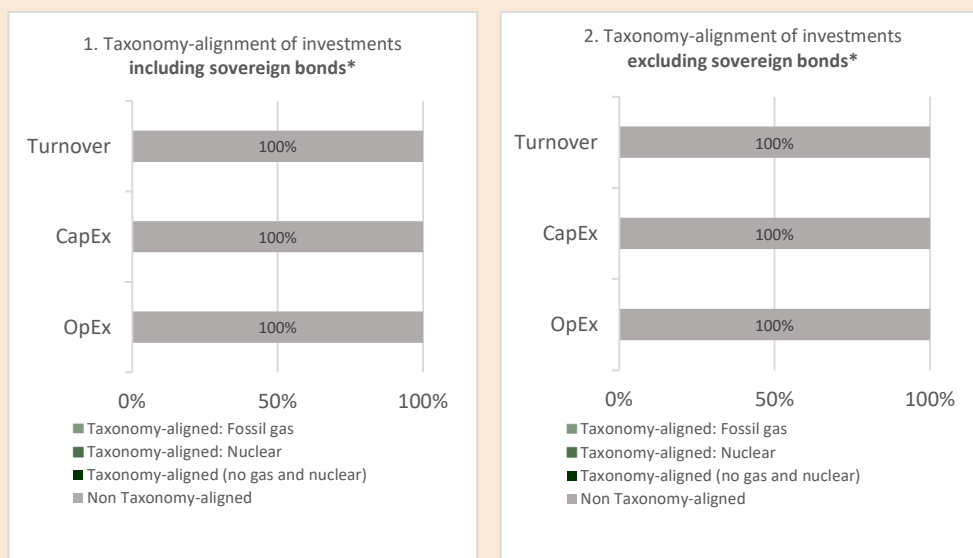 1. Taxonomy-alignment of investments
including sovereign bonds*
Turnover
100%
CapEx
100%
OpEx
100%
0%
50%
100%
Taxonomy-aligned: Fossil gas
Taxonomy-aligned: Nuclear
Taxonomy-aligned (no gas and nuclear)
Non Taxonomy-aligned
2. Taxonomy-alignment of investments
excluding sovereign bonds*
Turnover
100%
CapEx
100%
OpEx
100%
0%
50%
100%
Taxonomy-aligned: Fossil gas
Taxonomy-aligned: Nuclear
Taxonomy-aligned (no gas and nuclear)
Non Taxonomy-aligned